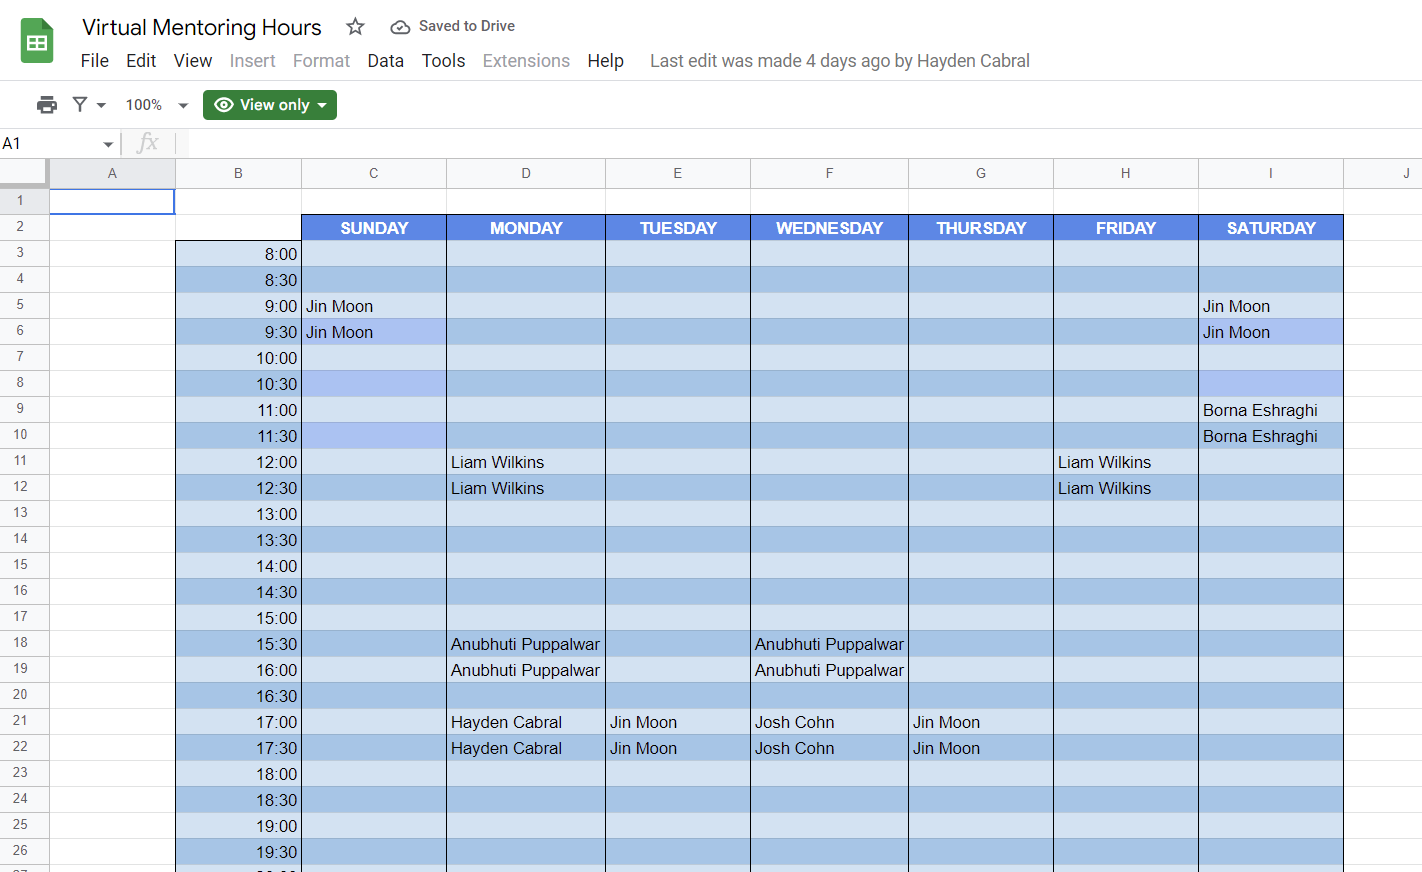 Virtual Mentoring Hours Saved to Drive
File Edit View Insert Format Data Tools Extensions Help Last edit was made 4 days ago by Hayden Cabral
100% View only
A1 fx
A B C D E F G H I J
1
2 SUNDAY MONDAY TUESDAY WEDNESDAY THURSDAY FRIDAY SATURDAY
3 8:00
4 8:30
5 9:00 Jin Moon Jin Moon
6 9:30 Jin Moon Jin Moon
7 10:00
8 10:30
9 11:00 Borna Eshraghi
10 11:30 Borna Eshraghi
11 12:00 Liam Wilkins Liam Wilkins
12 12:30 Liam Wilkins Liam Wilkins
13 13:00
14 13:30
15 14:00
16 14:30
17 15:00
18 15:30 Anubhuti Puppalwar Anubhuti Puppalwar
19 16:00 Anubhuti Puppalwar Anubhuti Puppalwar
20 16:30
21 17:00 Hayden Cabral Jin Moon Josh Cohn Jin Moon
22 17:30 Hayden Cabral Jin Moon Josh Cohn Jin Moon
23 18:00
24 18:30
25 19:00
26 19:30